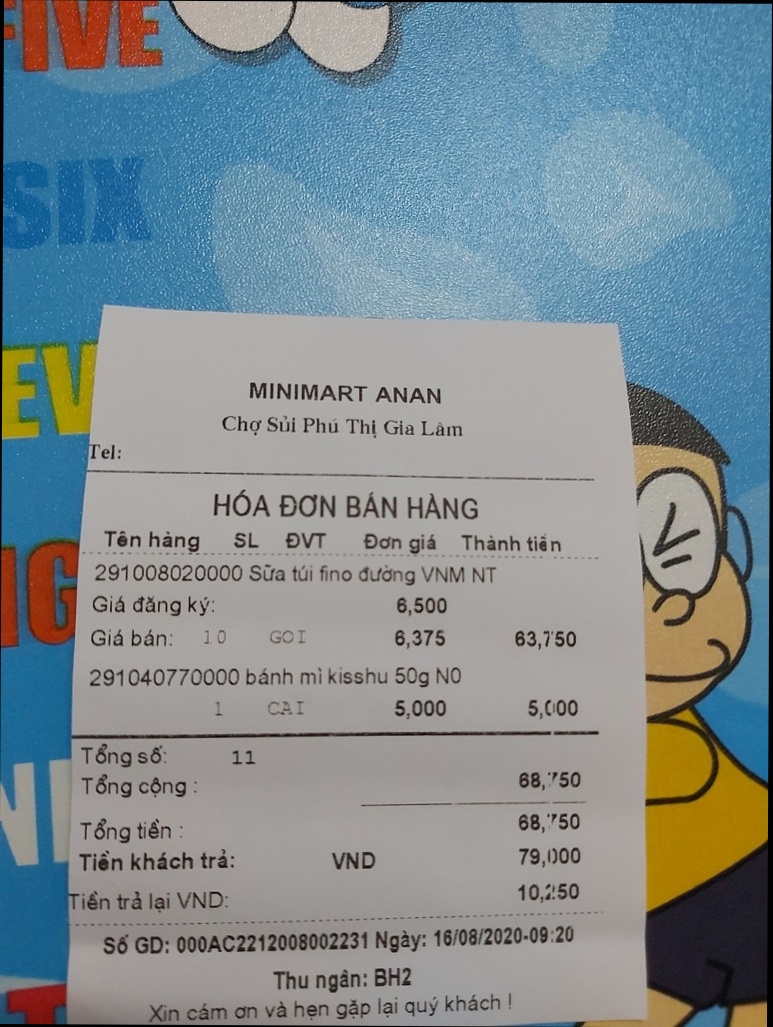 FIVE
SIX
EV
IG
NI
T
MINIMART ANAN
Chợ Sủi Phú Thị Gia Lâm
Tel:
HÓA ĐƠN BÁN HÀNG
Tên hàng SL ĐVT Đơn giá Thành tiền
291008020000 Sữa túi fino đường VNM NT
Giá đăng ký: 6,500
Giá bán: 10 GOI 6,375 63,750
291040770000 bánh mì kisshu 50g N0
1 CAI 5,000 5,000
Tổng số: 11
Tổng cộng : 68,750
Tổng tiền : 68,750
Tiền khách trả: VND 79,000
Tiền trả lại VND: 10,250
Số GD: 000AC2212008002231 Ngày: 16/08/2020-09:20
Thu ngân: BH2
Xin cám ơn và hẹn gặp lại quý khách !